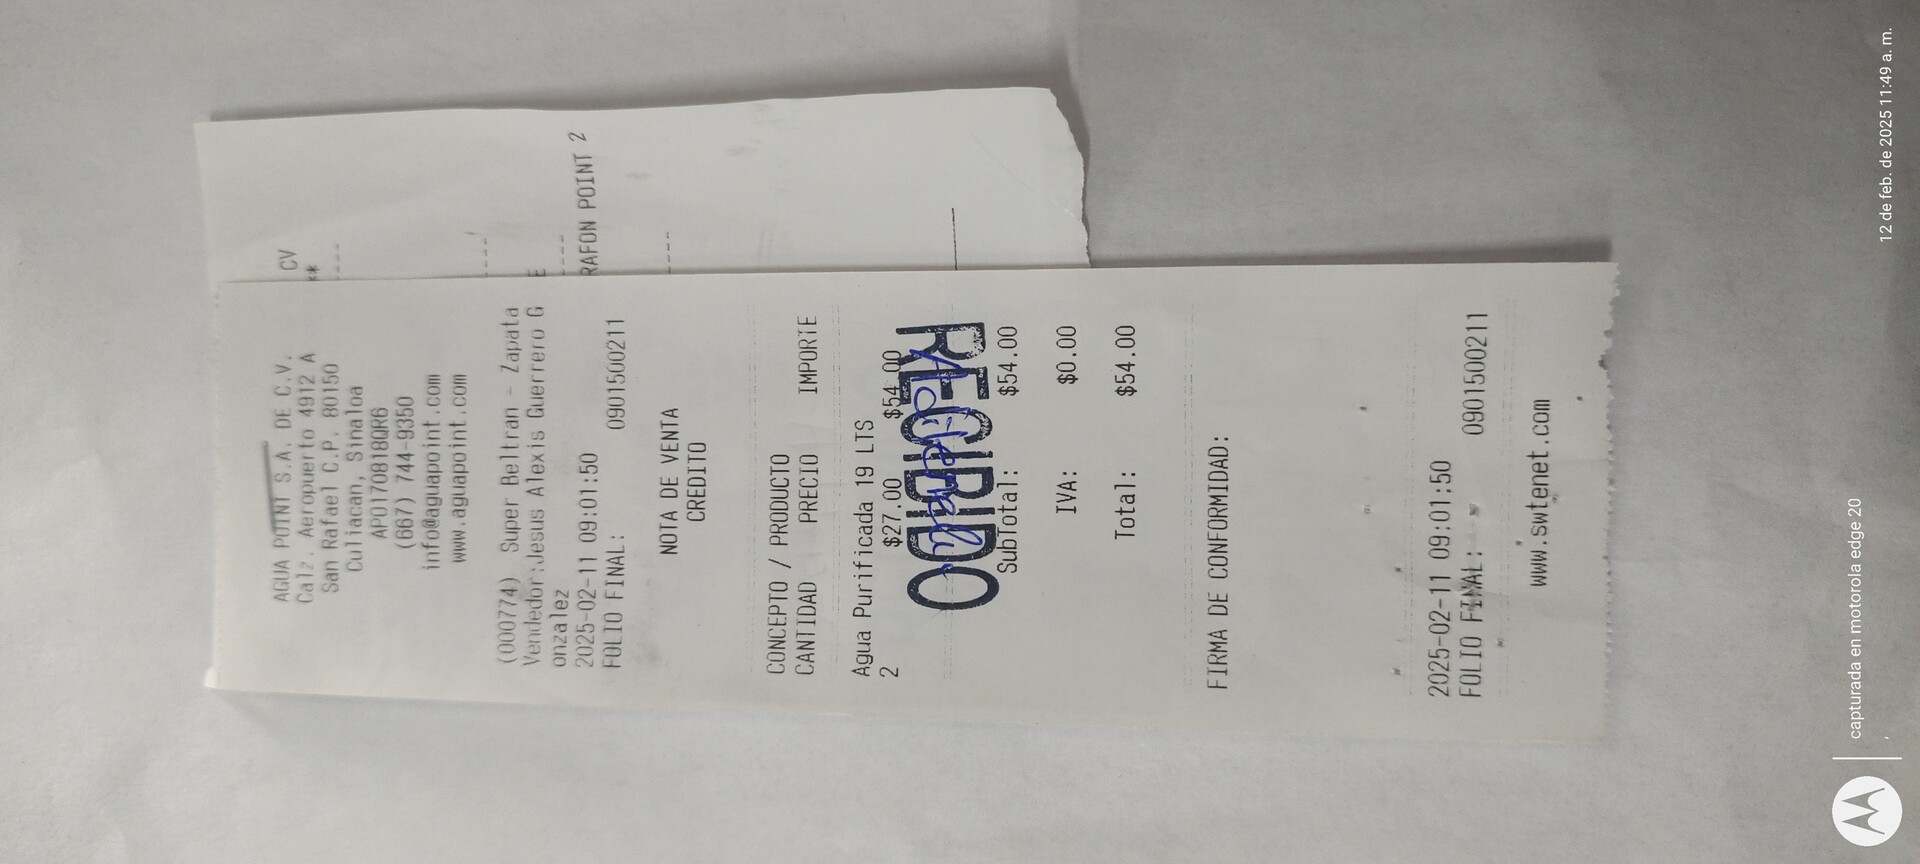 AGUA POINT S.A. DE C.V.
Calz. Aeropuerto 4912 A
San Rafael C.P. 80150
Culiacan, Sinaloa
APO170818QR6
(667) 744-9350
info@aguapoint.com
www.aguapoint.com
(000774) Super Beltran - Zapata
Vendedor:Jesus Alexis Guerrero G
onzalez
2025-02-11 09:01:50
FOLIO FINAL: 0901500211
NOTA DE VENTA
CREDITO
CONCEPTO / PRODUCTO
CANTIDAD PRECIO IMPORTE
Agua Purificada 19 LTS
2 $27.00 $54.00
RECIBIDO
SubTotal: $54.00
IVA: $0.00
Total: $54.00
FIRMA DE CONFORMIDAD:
2025-02-11 09:01:50
FOLIO FINAL: 0901500211
www.swtenet.com
CV
**
E
RAFON POINT 2
capturada en motorola edge 20
12 de feb. de 2025 11:49 a. m.